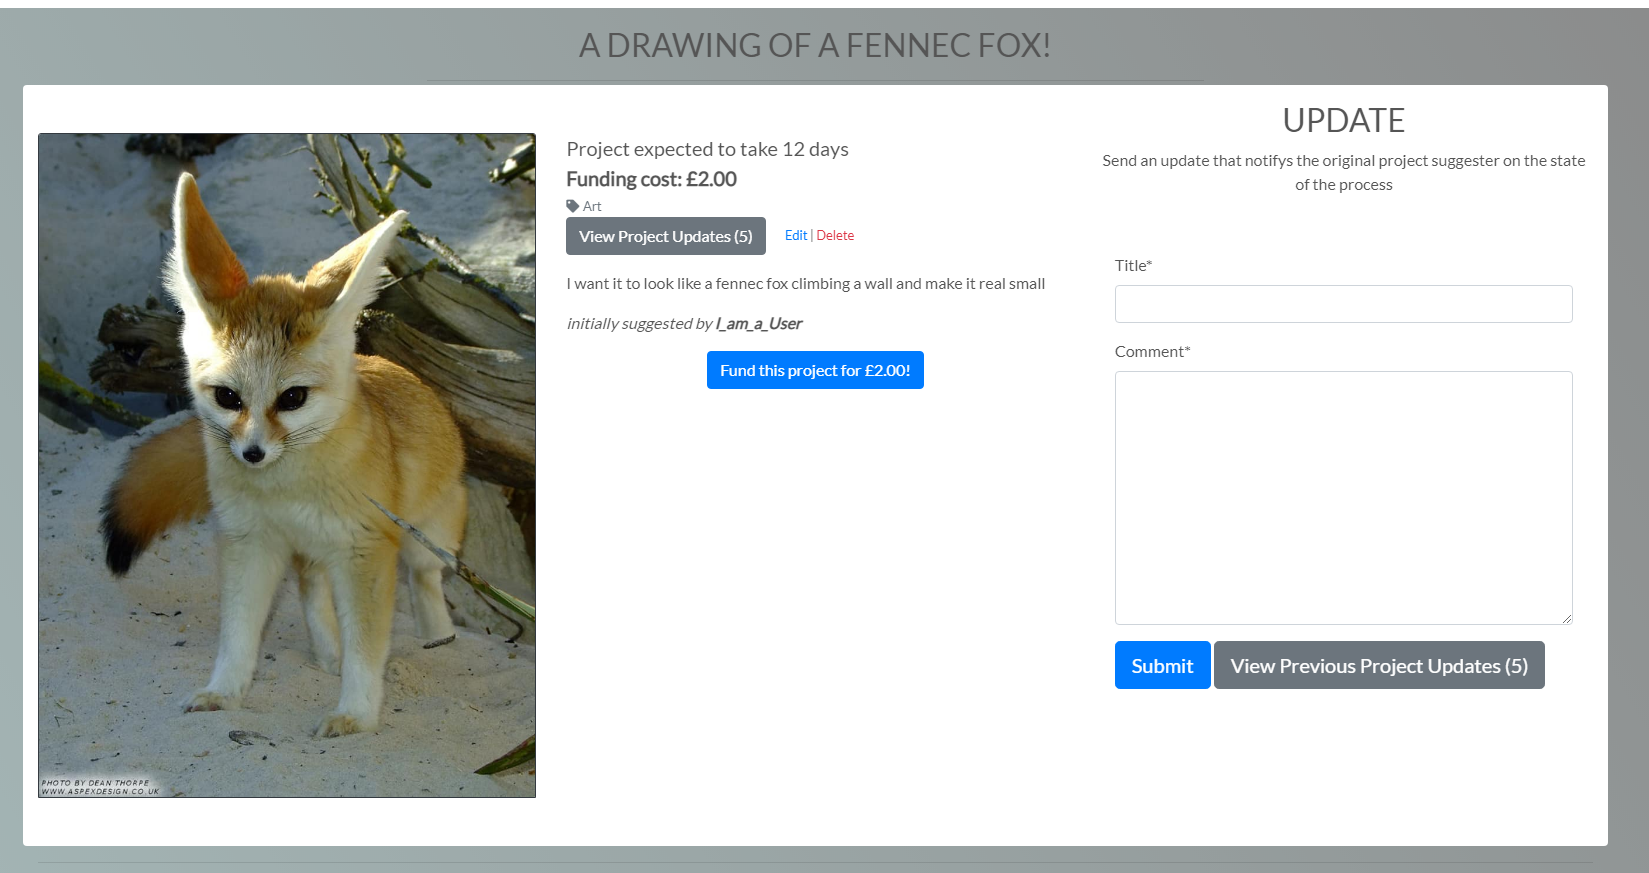 A DRAWING OF A FENNEC FOX!
PHOTO BY DEAN THORPE
WWW.ASPEXDESIGN.CO.UK
Project expected to take 12 days
Funding cost: £2.00
Art
View Project Updates (5) Edit | Delete
I want it to look like a fennec fox climbing a wall and make it real small
initially suggested by I_am_a_User
Fund this project for £2.00!
UPDATE
Send an update that notifys the original project suggester on the state
of the process
Title*
Comment*
Submit View Previous Project Updates (5)